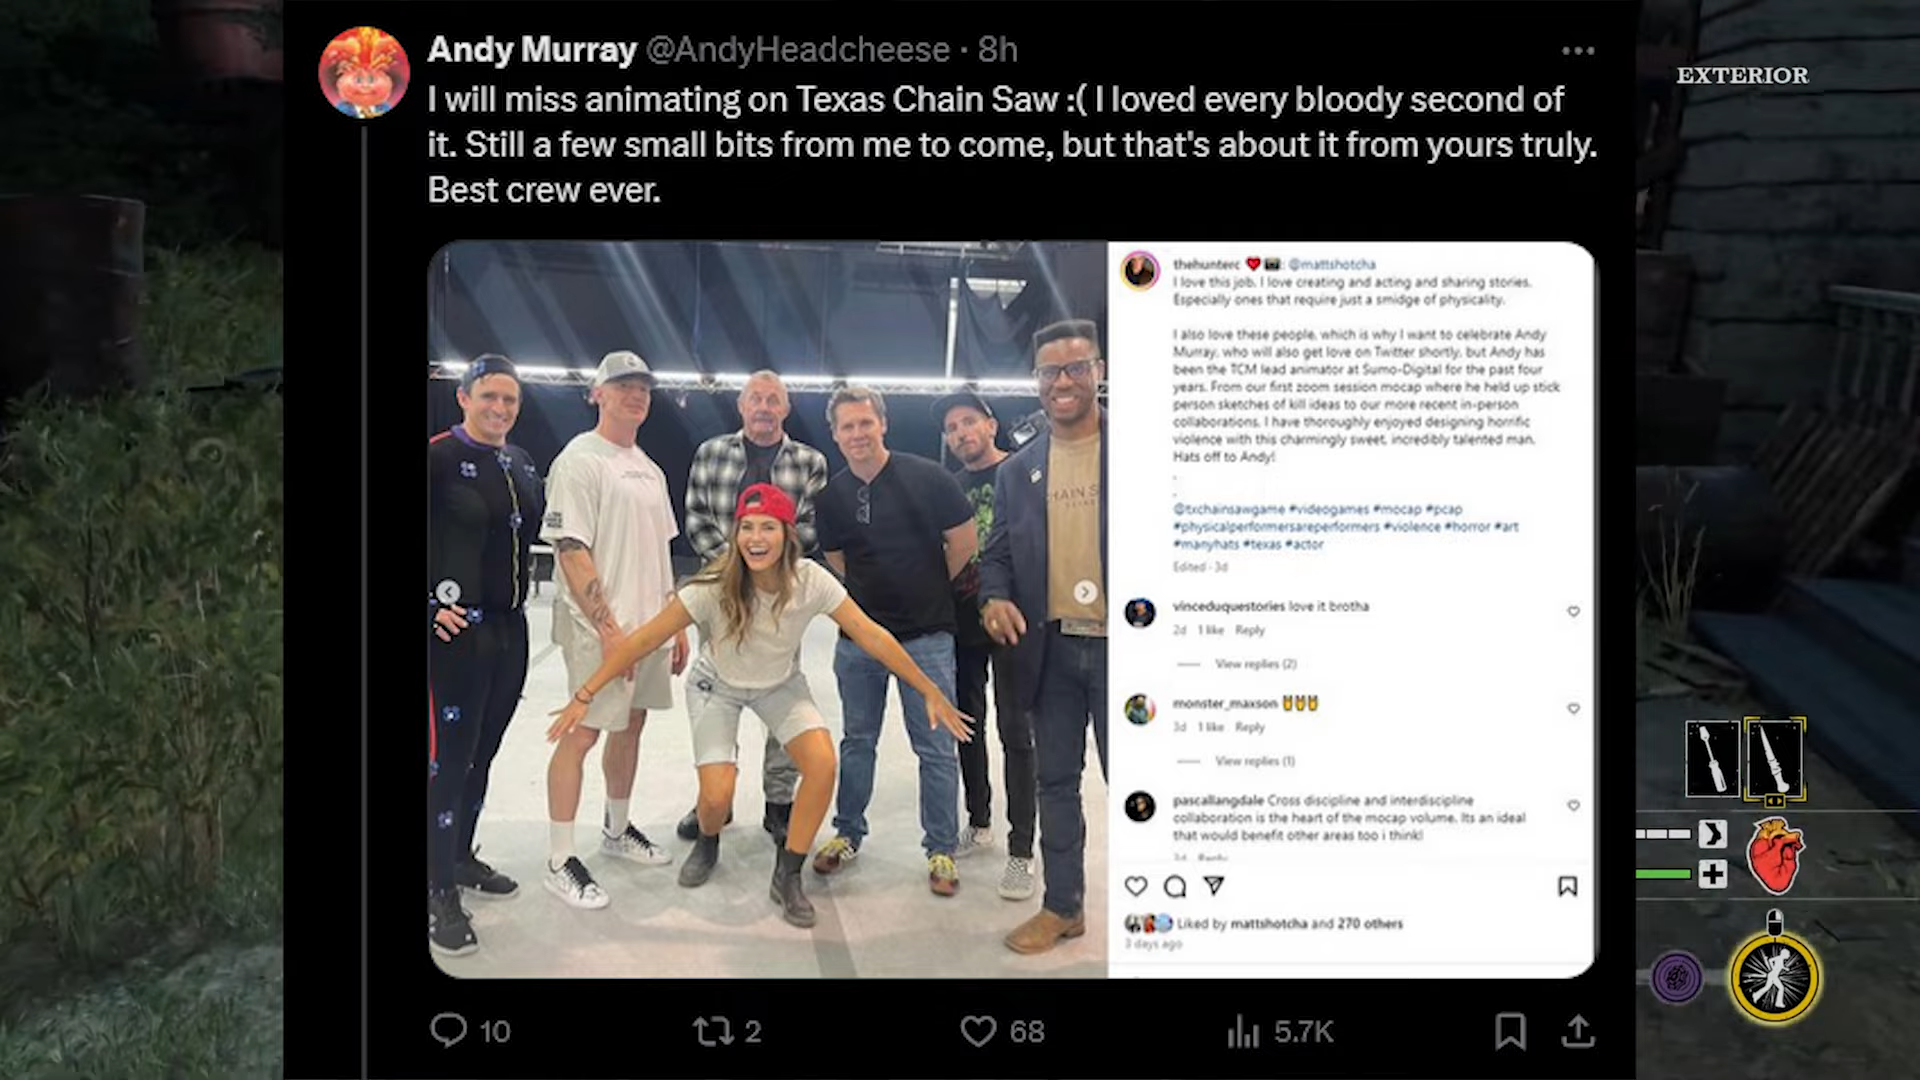 Andy Murray @AndyHeadcheese · 8h
EXTERIOR
I will miss animating on Texas Chain Saw :( I loved every bloody second of
it. Still a few small bits from me to come, but that's about it from yours truly.
Best crew ever.
CHAIN S
thehunterc ❤️📷: @mattshotcha
I love this job. I love creating and acting and sharing stories.
Especially ones that require just a smidge of physicality.
I also love these people, which is why I want to celebrate Andy
Murray, who will also get love on Twitter shortly, but Andy has
been the TCM lead animator at Sumo-Digital for the past four
years. From our first zoom session mocap where he held up stick
person sketches of kill ideas to our more recent in-person
collaborations. I have thoroughly enjoyed designing horrific
violence with this charmingly sweet, incredibly talented man.
Hats off to Andy!
.
.
@txchainsawgame #videogames #mocap #pcap
#physicalperformersareperformers #violence #horror #art
#manyhats #texas #actor
Edited · 3d
vinceduquestories love it brotha
2d 1 like Reply
View replies (2)
monster_maxson
3d 1 like Reply
View replies (1)
pascallangdale Cross discipline and interdiscipline
collaboration is the heart of the mocap volume. Its an ideal
that would benefit other areas too i think!
3d Reply
Liked by mattshotcha and 270 others
3 days ago
10 2 68 5.7K